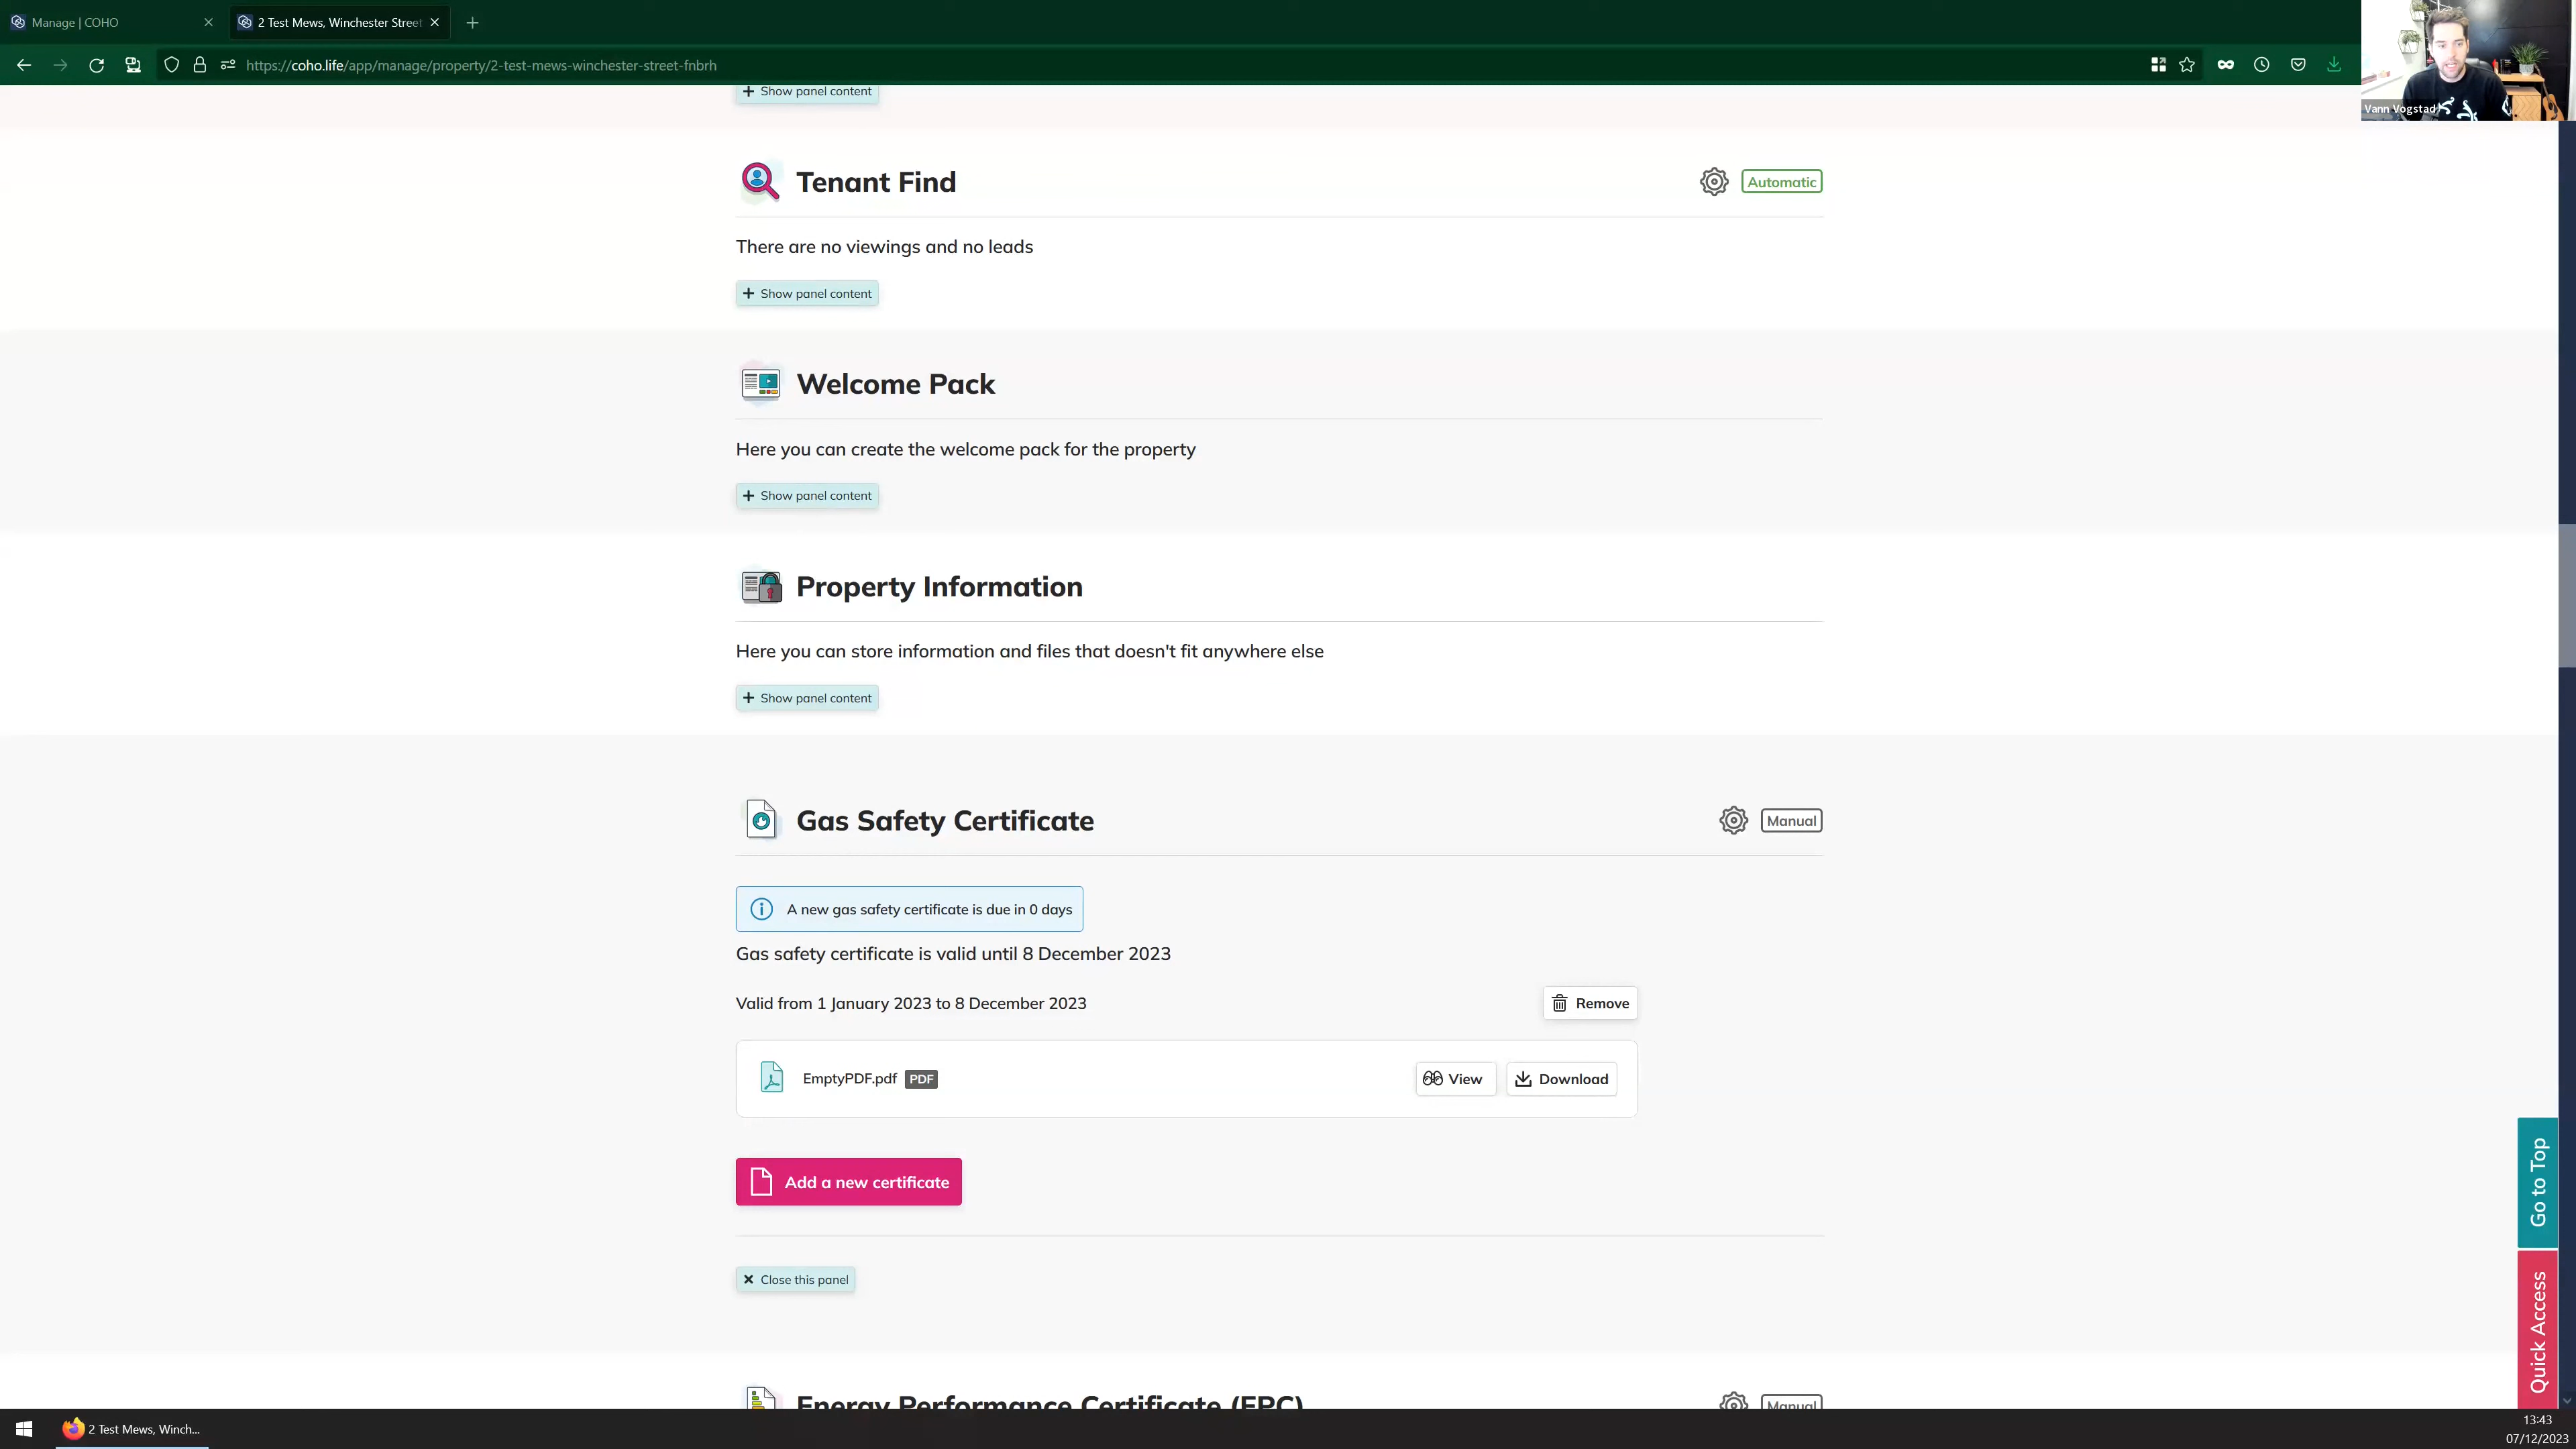 Manage | COHO
2 Test Mews, Winchester Street
https://coho.life/app/manage/property/2-test-mews-winchester-street-fnbrh
Vann Vogstad
Show panel content
Tenant Find
Automatic
There are no viewings and no leads
Show panel content
Welcome Pack
Here you can create the welcome pack for the property
Show panel content
Property Information
Here you can store information and files that doesn't fit anywhere else
Show panel content
Gas Safety Certificate
Manual
A new gas safety certificate is due in 0 days
Gas safety certificate is valid until 8 December 2023
Valid from 1 January 2023 to 8 December 2023
Remove
EmptyPDF.pdf PDF
View
Download
Add a new certificate
Close this panel
Go to Top
Quick Access
Energy Performance Certificate (EPC)
Manual
2 Test Mews, Winch...
13:43
07/12/2023